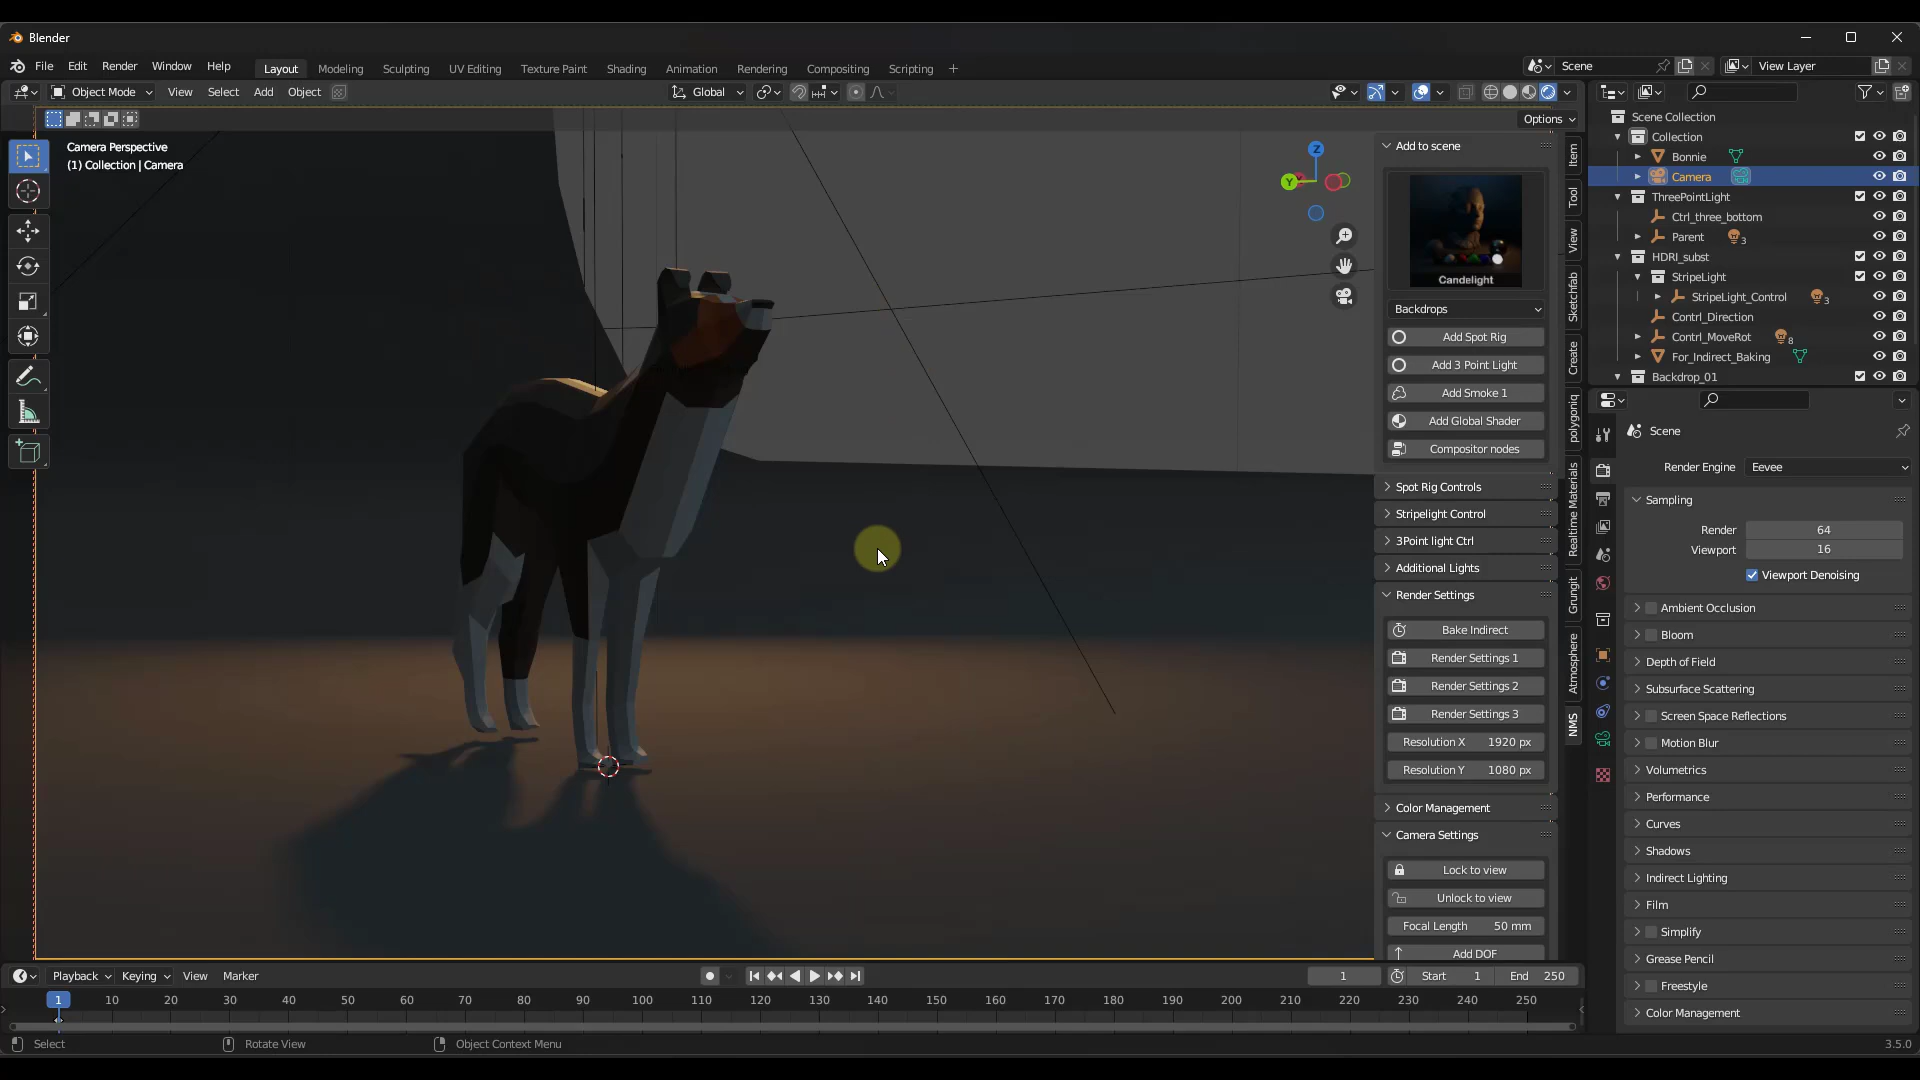 Blender
File Edit Render Window Help
Layout Modeling Sculpting UV Editing Texture Paint Shading Animation Rendering Compositing Scripting +
Scene
View Layer
Object Mode View Select Add Object
Global
Options
Camera Perspective
(1) Collection | Camera
Z
Y
Add to scene
Candelight
Backdrops
Add Spot Rig
Add 3 Point Light
Add Smoke 1
Add Global Shader
Compositor nodes
Spot Rig Controls
Stripelight Control
3Point light Ctrl
Additional Lights
Render Settings
Bake Indirect
Render Settings 1
Render Settings 2
Render Settings 3
Resolution X 1920 px
Resolution Y 1080 px
Color Management
Camera Settings
Lock to view
Unlock to view
Focal Length 50 mm
Add DOF
Item
Tool
View
Sketchfab
Create
polygoniq
Realtime Materials
Grungit
Atmosphere
NMS
Scene Collection
Collection
Bonnie
Camera
ThreePointLight
Ctrl_three_bottom
Parent 3
HDRI_subst
StripeLight
StripeLight_Control 3
Contrl_Direction
Contrl_MoveRot 8
For_Indirect_Baking
Backdrop_01
Scene
Render Engine Eevee
Sampling
Render 64
Viewport 16
Viewport Denoising
Ambient Occlusion
Bloom
Depth of Field
Subsurface Scattering
Screen Space Reflections
Motion Blur
Volumetrics
Performance
Curves
Shadows
Indirect Lighting
Film
Simplify
Grease Pencil
Freestyle
Color Management
Playback Keying View Marker
1 Start 1 End 250
1 10 20 30 40 50 60 70 80 90 100 110 120 130 140 150 160 170 180 190 200 210 220 230 240 250
Select Rotate View Object Context Menu
3.5.0